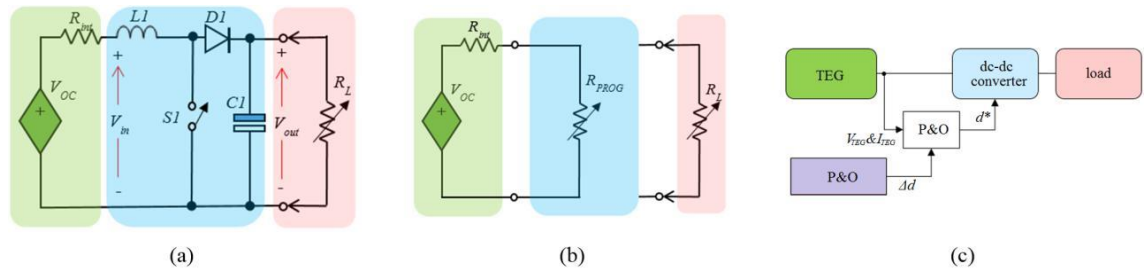 R_int
L1
D1
+
V_OC
+
V_in
-
S1
C1
+
V_out
-
R_L
(a)
R_int
V_OC
+
R_PROG
R_L
(b)
TEG
dc-dc
converter
load
V_TEG&I_TEG
P&O
d*
P&O
Δd
(c)